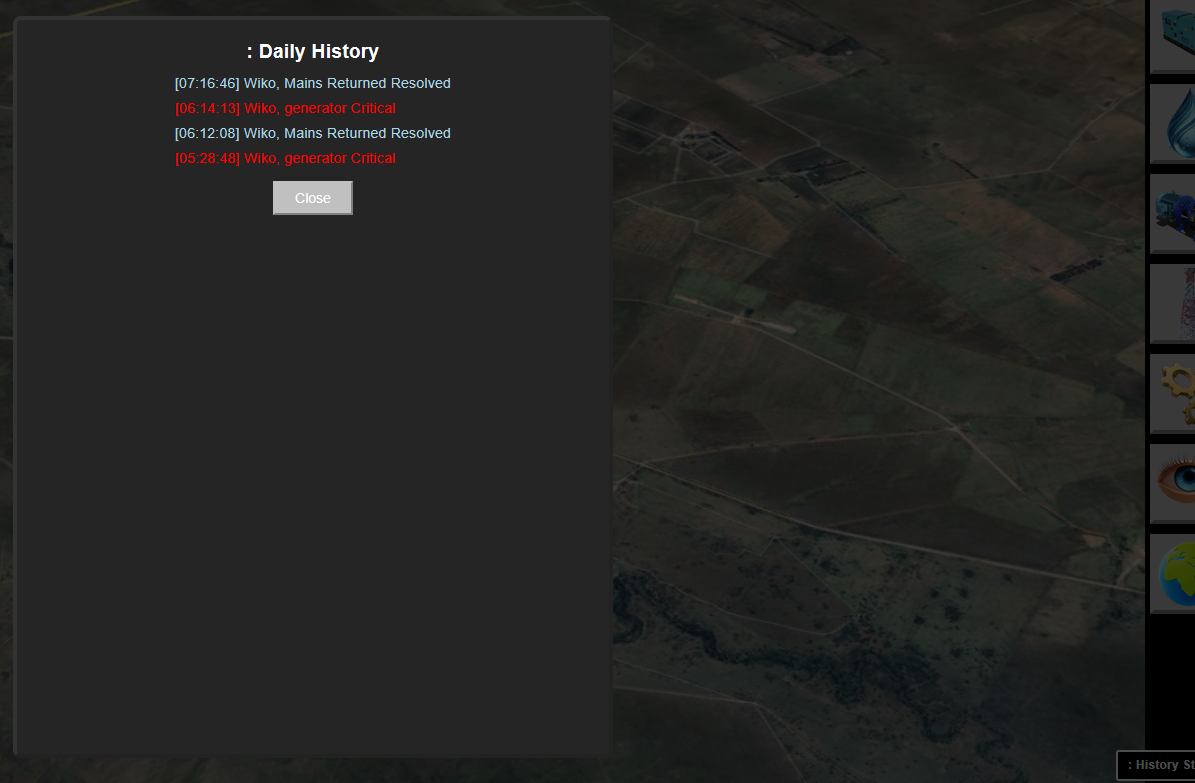 : Daily History
[07:16:46] Wiko, Mains Returned Resolved
[06:14:13] Wiko, generator Critical
[06:12:08] Wiko, Mains Returned Resolved
[05:28:48] Wiko, generator Critical
Close
: History St